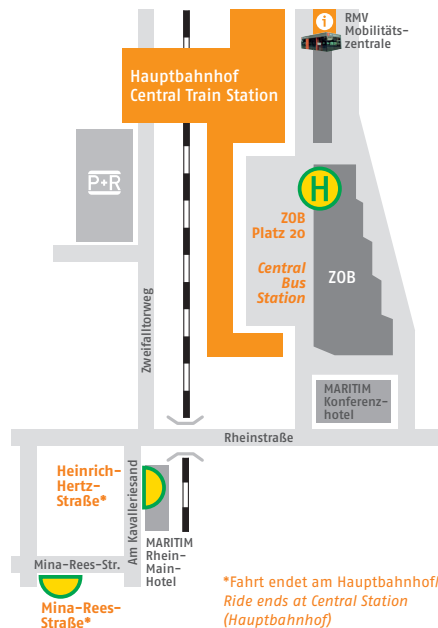 RMV
Mobilitäts-
zentrale
i
Hauptbahnhof
Central Train Station
P+R
H
ZOB
Platz 20
Central
Bus
Station
ZOB
Zweifalltorweg
MARITIM
Konferenz-
hotel
Rheinstraße
Heinrich-
Hertz-
Straße*
Am Kavalleriesand
MARITIM
Rhein-
Main-
Hotel
Mina-Rees-Str.
Mina-Rees-
Straße*
*Fahrt endet am Hauptbahnhof!
Ride ends at Central Station
(Hauptbahnhof)